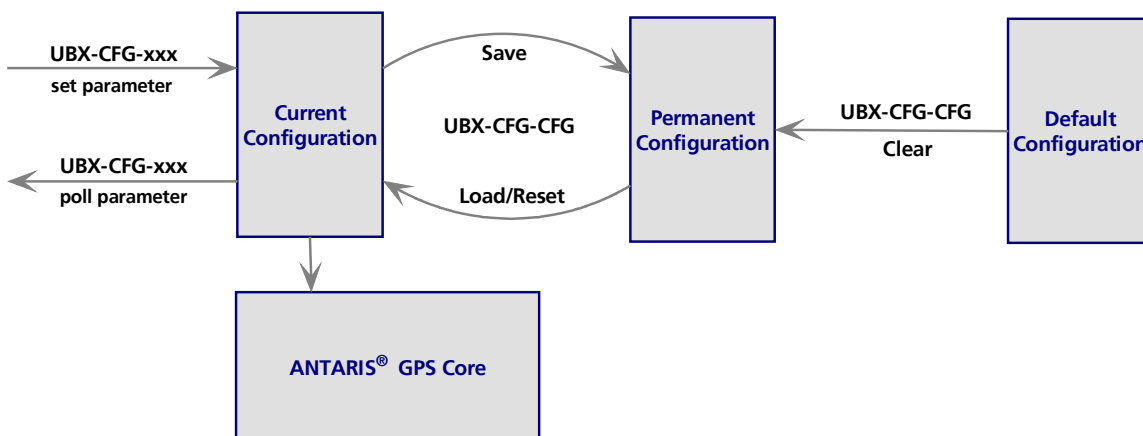 UBX-CFG-xxx
set parameter
UBX-CFG-xxx
poll parameter
Current
Configuration
Save
UBX-CFG-CFG
Load/Reset
Permanent
Configuration
UBX-CFG-CFG
Clear
Default
Configuration
ANTARIS® GPS Core